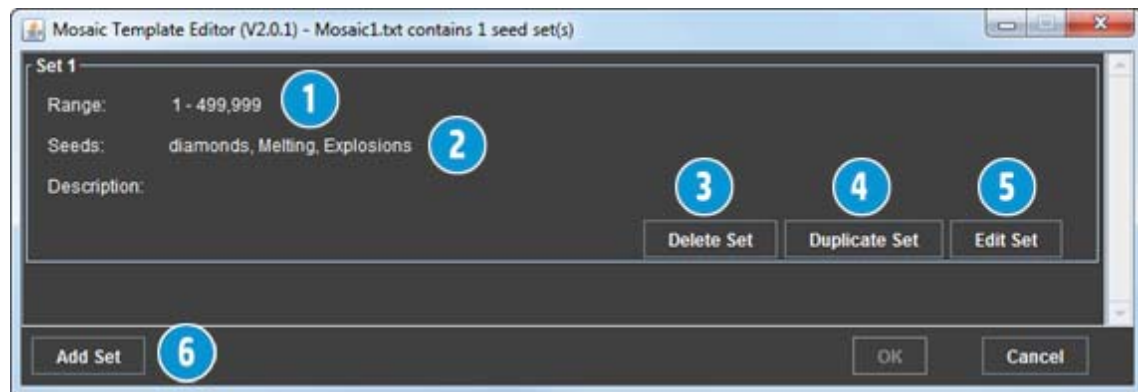 Mosaic Template Editor (V2.0.1) - Mosaic1.txt contains 1 seed set(s)
Set 1
Range: 1 - 499,999 1
Seeds: diamonds, Melting, Explosions 2
Description:
3 4 5
Delete Set Duplicate Set Edit Set
Add Set 6 OK Cancel